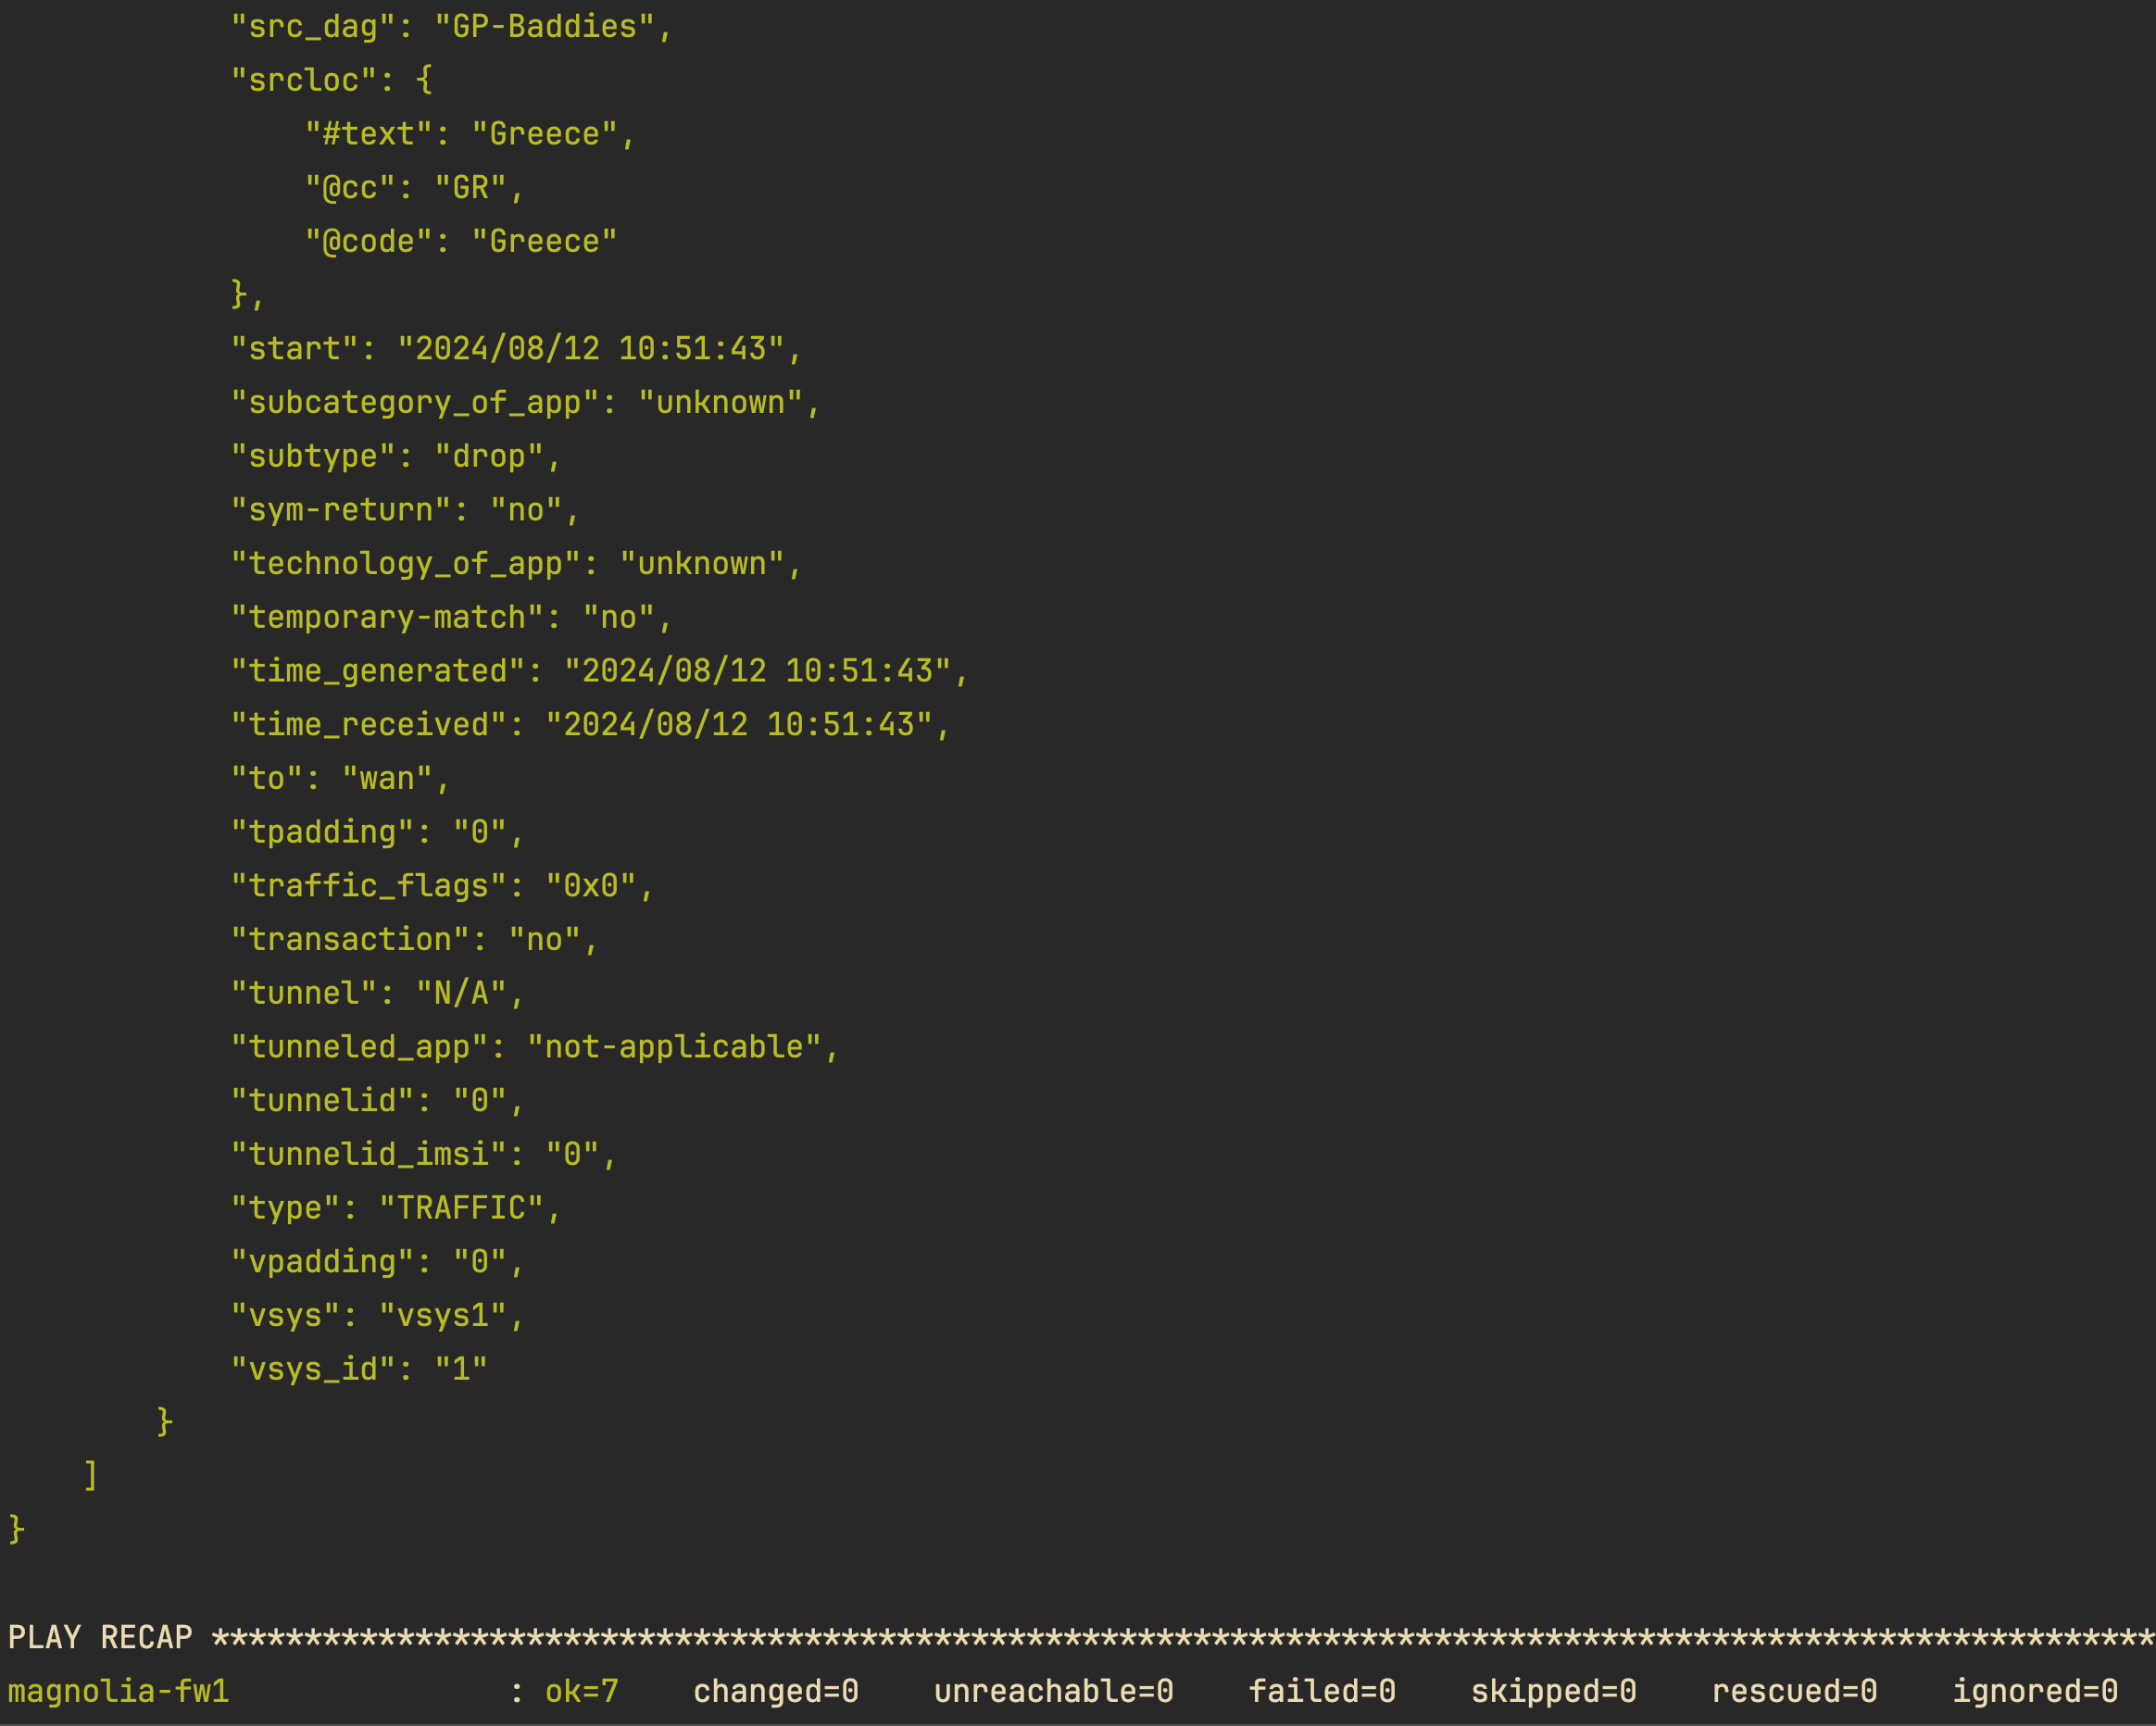 "src_dag": "GP-Baddies",
"srcloc": {
"#text": "Greece",
"@cc": "GR",
"@code": "Greece"
},
"start": "2024/08/12 10:51:43",
"subcategory_of_app": "unknown",
"subtype": "drop",
"sym-return": "no",
"technology_of_app": "unknown",
"temporary-match": "no",
"time_generated": "2024/08/12 10:51:43",
"time_received": "2024/08/12 10:51:43",
"to": "wan",
"tpadding": "0",
"traffic_flags": "0x0",
"transaction": "no",
"tunnel": "N/A",
"tunneled_app": "not-applicable",
"tunnelid": "0",
"tunnelid_imsi": "0",
"type": "TRAFFIC",
"vpadding": "0",
"vsys": "vsys1",
"vsys_id": "1"
}
]
}
PLAY RECAP *********************************************************************************************************
magnolia-fw1 : ok=7 changed=0 unreachable=0 failed=0 skipped=0 rescued=0 ignored=0